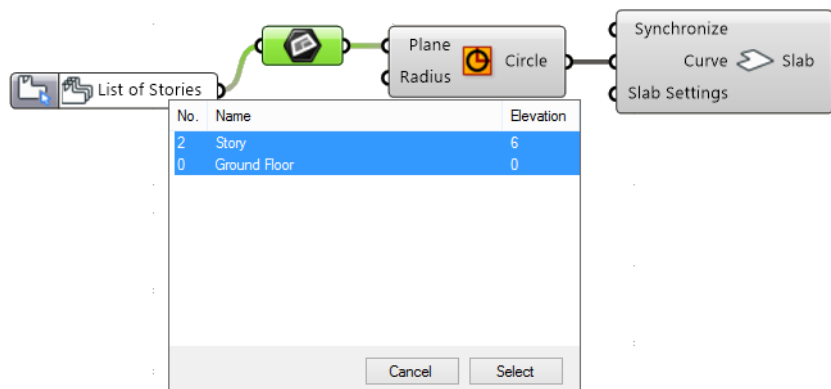 Synchronize
Plane
Circle
Curve
Slab
Radius
List of Stories
Slab Settings
No. Name Elevation
2 Story 6
0 Ground Floor 0
Cancel Select